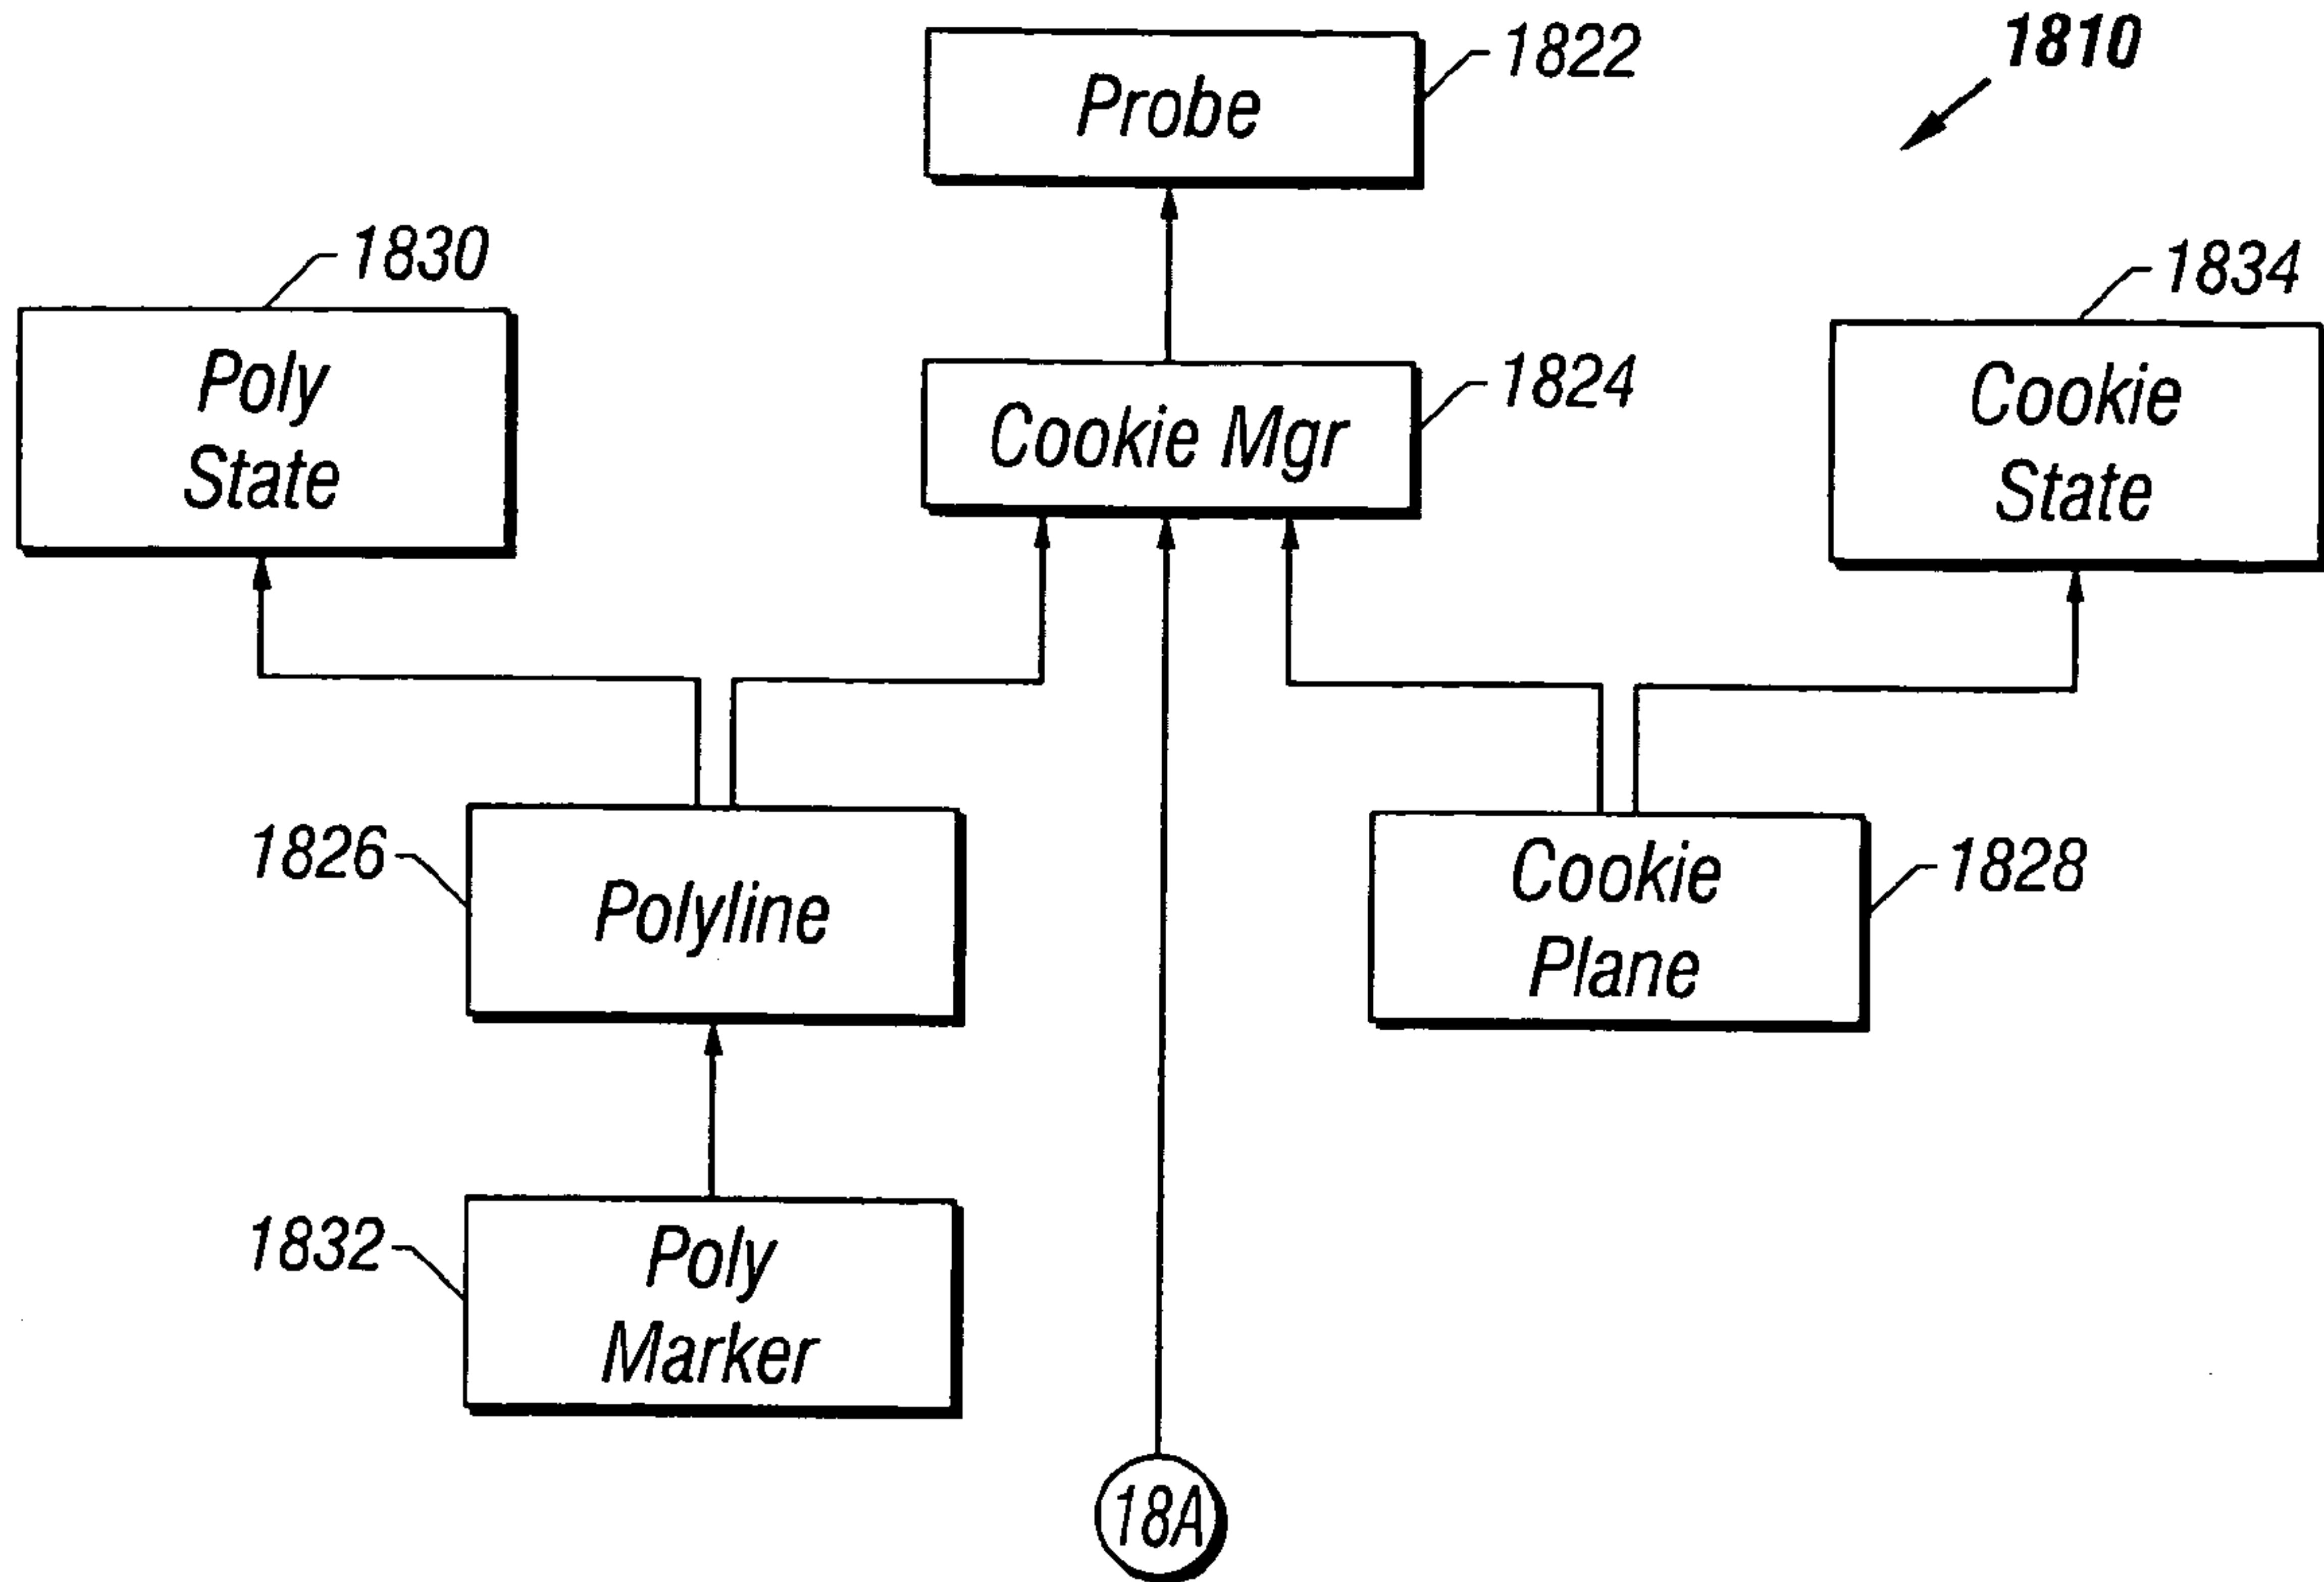 1810
Probe
1822
1830
1834
Poly
State
Cookie Mgr
1824
Cookie
State
1826
Polyline
Cookie
Plane
1828
1832
Poly
Marker
18A